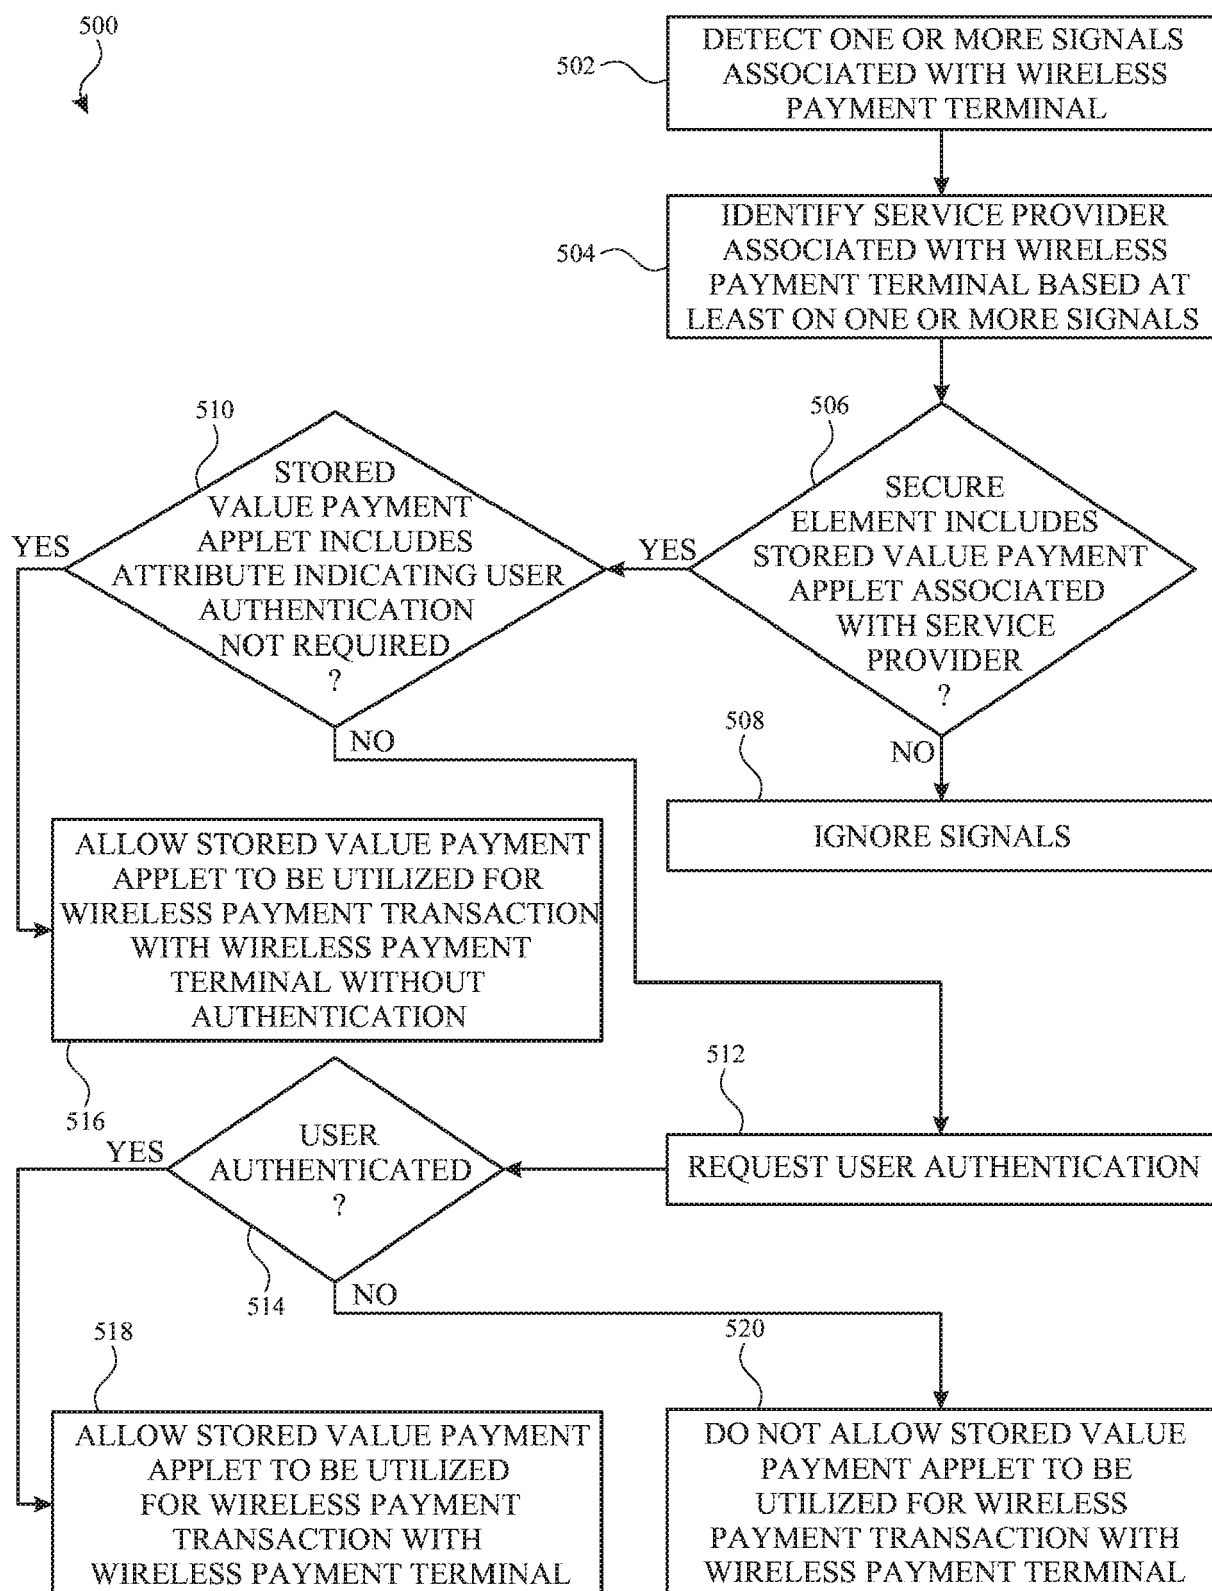 500
502
DETECT ONE OR MORE SIGNALS
ASSOCIATED WITH WIRELESS
PAYMENT TERMINAL
504
IDENTIFY SERVICE PROVIDER
ASSOCIATED WITH WIRELESS
PAYMENT TERMINAL BASED AT
LEAST ON ONE OR MORE SIGNALS
506
SECURE
ELEMENT INCLUDES
STORED VALUE PAYMENT
APPLET ASSOCIATED
WITH SERVICE
PROVIDER
?
YES
NO
508
IGNORE SIGNALS
510
STORED
VALUE PAYMENT
APPLET INCLUDES
ATTRIBUTE INDICATING USER
AUTHENTICATION
NOT REQUIRED
?
YES
NO
ALLOW STORED VALUE PAYMENT
APPLET TO BE UTILIZED FOR
WIRELESS PAYMENT TRANSACTION
WITH WIRELESS PAYMENT
TERMINAL WITHOUT
AUTHENTICATION
516
512
REQUEST USER AUTHENTICATION
USER
AUTHENTICATED
?
514
YES
NO
518
ALLOW STORED VALUE PAYMENT
APPLET TO BE UTILIZED
FOR WIRELESS PAYMENT
TRANSACTION WITH
WIRELESS PAYMENT TERMINAL
520
DO NOT ALLOW STORED VALUE
PAYMENT APPLET TO BE
UTILIZED FOR WIRELESS
PAYMENT TRANSACTION WITH
WIRELESS PAYMENT TERMINAL